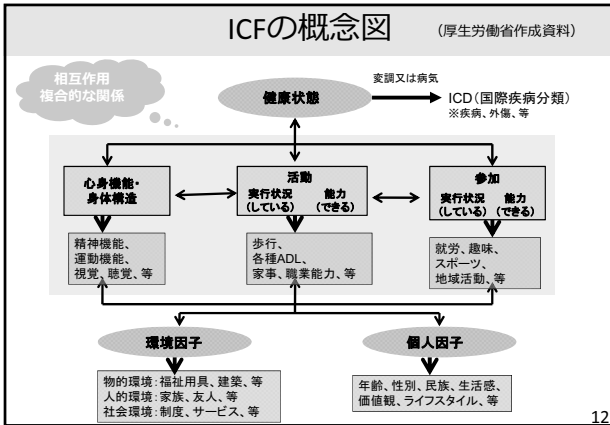 ICFの概念図
(厚生労働省作成資料)
相互作用
複合的な関係
健康状態
変調又は病気
ICD(国際疾病分類)
※疾病、外傷、等
心身機能・
身体構造
活動
実行状況 能力
(している) (できる)
参加
実行状況 能力
(している) (できる)
精神機能、
運動機能、
視覚、聴覚、等
歩行、
各種ADL、
家事、職業能力、等
就労、趣味、
スポーツ、
地域活動、等
環境因子
個人因子
物的環境:福祉用具、建築、等
人的環境:家族、友人、等
社会環境:制度、サービス、等
年齢、性別、民族、生活感、
価値観、ライフスタイル、等
12